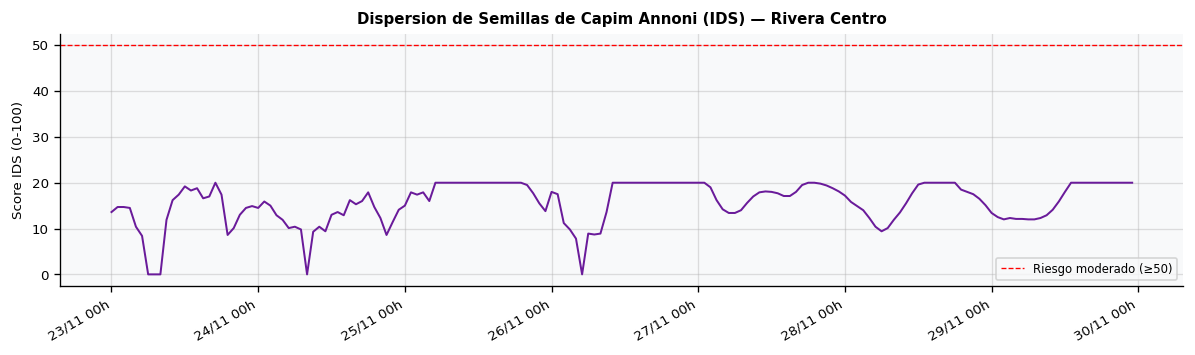 Dispersion de Semillas de Capim Annoni (IDS) — Rivera Centro
Score IDS (0-100)
50
40
30
20
10
0
Riesgo moderado (≥50)
23/11 00h
24/11 00h
25/11 00h
26/11 00h
27/11 00h
28/11 00h
29/11 00h
30/11 00h